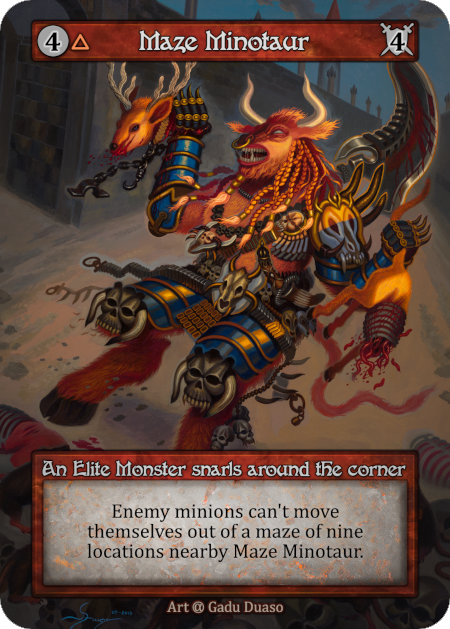 4 Maze Minotaur 4
An Elite Monster snarls around the corner
Enemy minions can't move
themselves out of a maze of nine
locations nearby Maze Minotaur.
Art @ Gadu Duaso